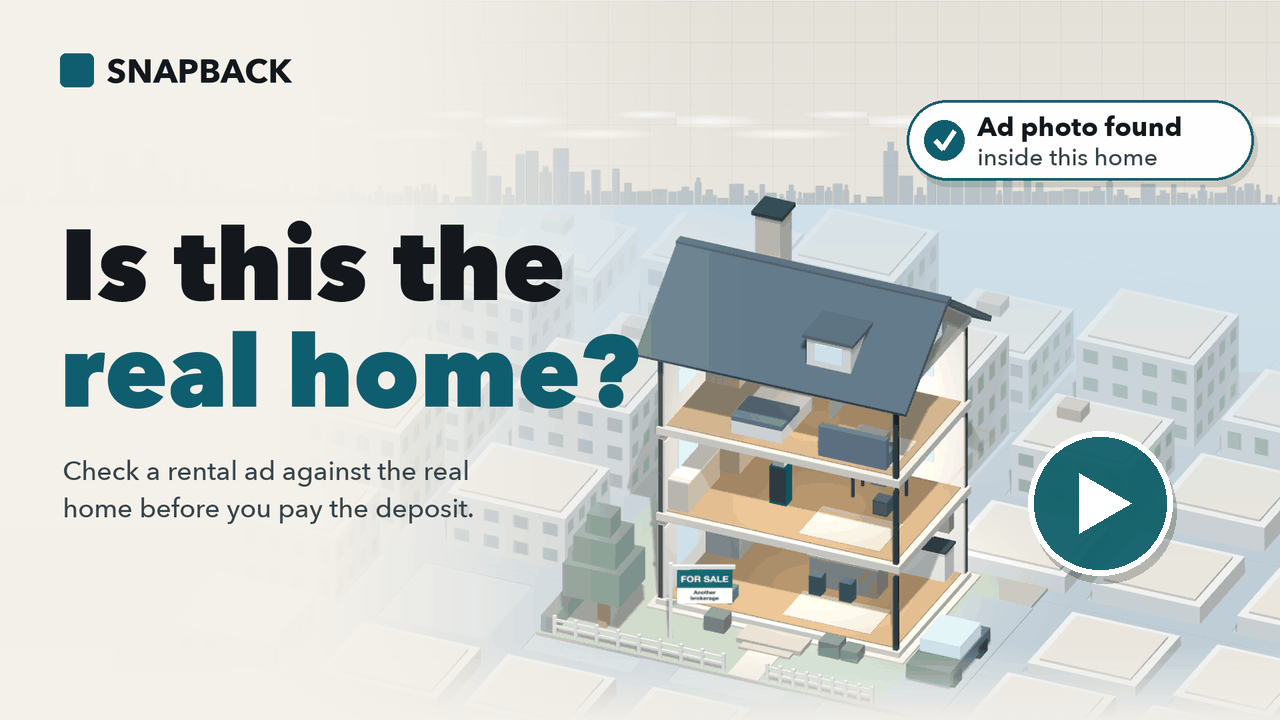 SNAPBACK
Ad photo found
inside this home
Is this the
real home?
Check a rental ad against the real
home before you pay the deposit.
FOR SALE
Another
brokerage